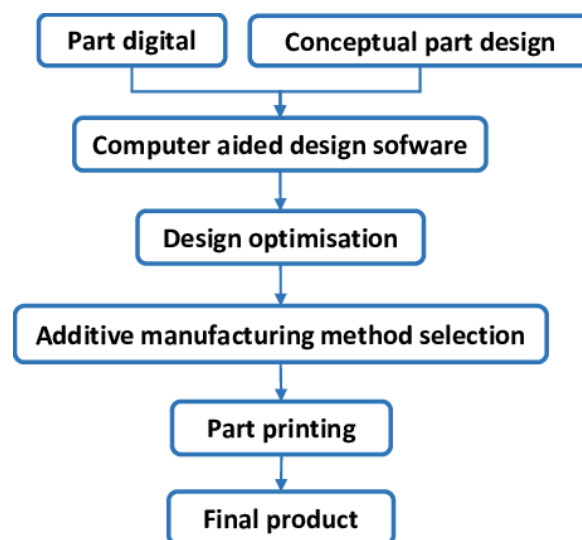 Part digital
Conceptual part design
Computer aided design sofware
Design optimisation
Additive manufacturing method selection
Part printing
Final product